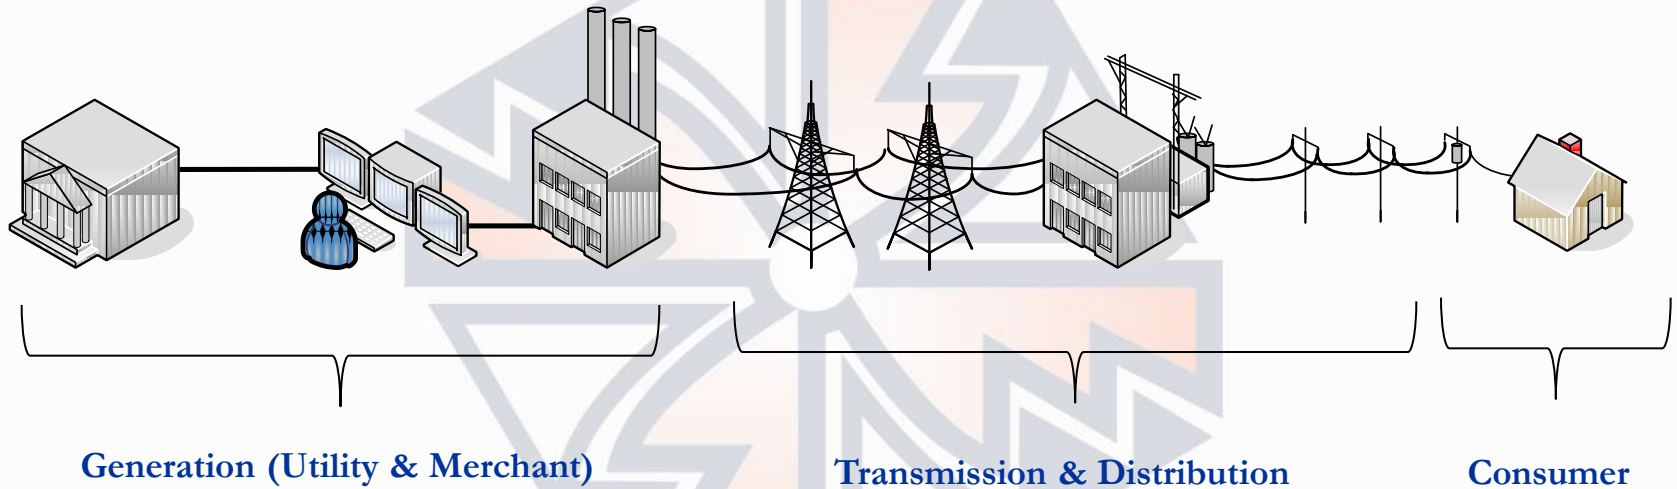 Generation (Utility & Merchant)
Transmission & Distribution
Consumer